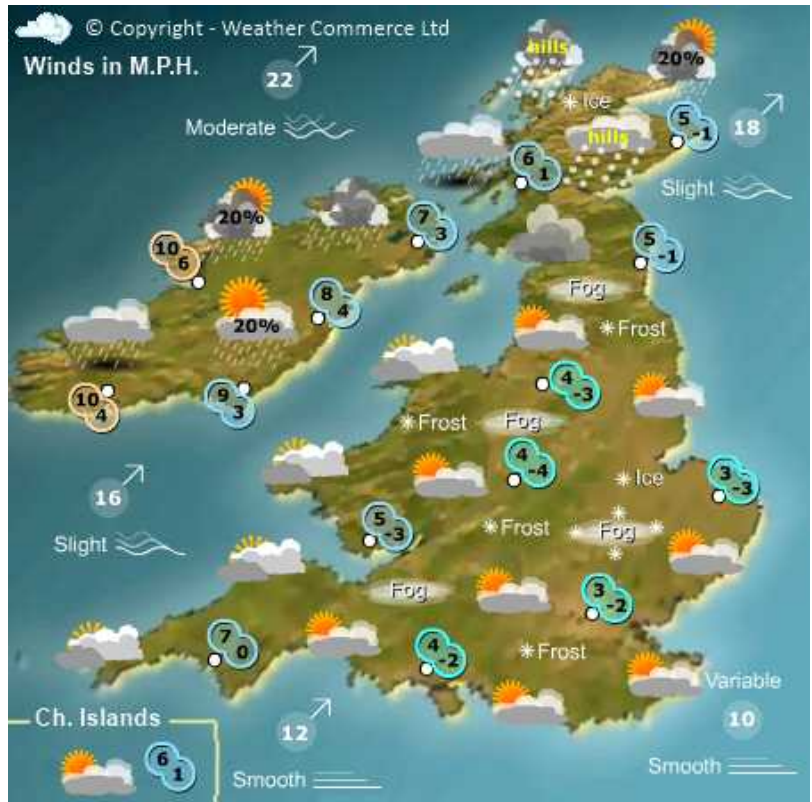 © Copyright - Weather Commerce Ltd
Winds in M.P.H.
22
Moderate
hills
20%
Ice
hills
5
-1
18
Slight
6
1
20%
7
3
5
-1
10
6
Fog
8
4
20%
Frost
4
-3
10
4
9
3
Frost
Fog
4
-4
Ice
3
-3
16
Slight
5
-3
Frost
Fog
Fog
3
-2
7
0
4
-2
Frost
Variable
10
Ch. Islands
12
6
1
Smooth
Smooth